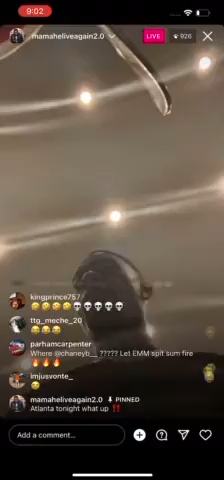 9:02
mamaheliveagain2.0
LIVE
926
kingprince757
🤣🤣🤣🤣💀💀💀💀💀
ttg_meche_20
😂😂😂
parhamcarpenter
Where @chaneyb__ ????? Let EMM spit sum fire
🔥🔥🔥
imjusvonte_
mamaheliveagain2.0 PINNED
Atlanta tonight what up ‼️
Add a comment...